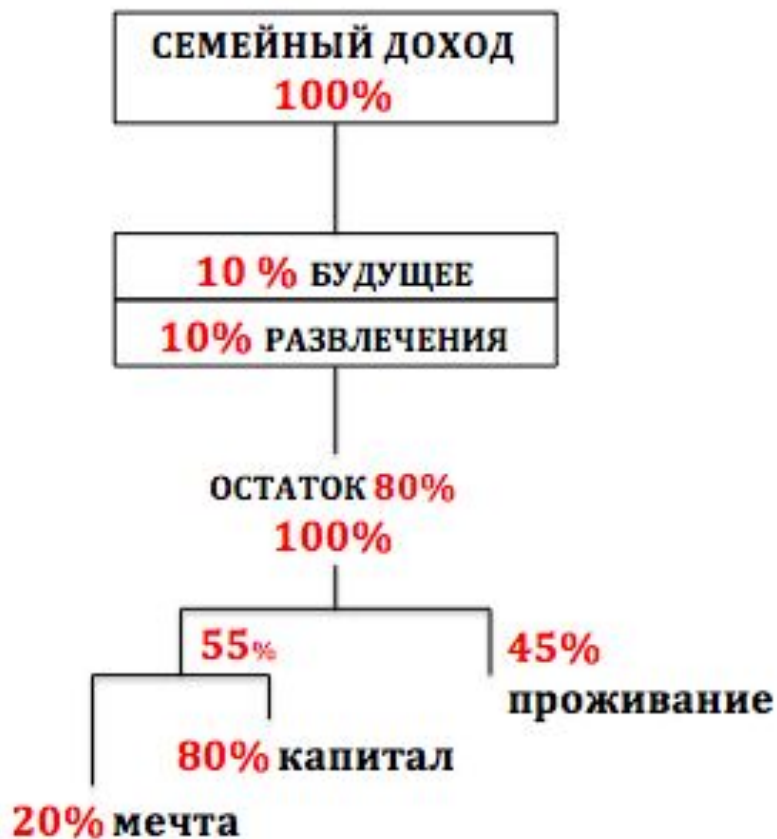 СЕМЕЙНЫЙ ДОХОД
100%
10 % БУДУЩЕЕ
10% РАЗВЛЕЧЕНИЯ
ОСТАТОК 80%
100%
55%
45%
проживание
80% капитал
20% мечта